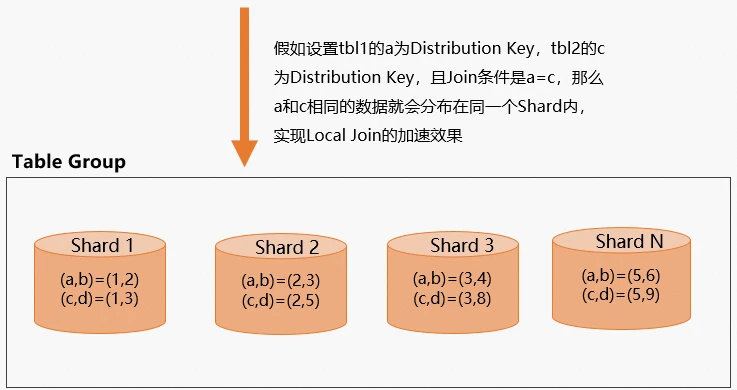 假如设置tbl1的a为Distribution Key，tbl2的c
为Distribution Key，且Join条件是a=c，那么
a和c相同的数据就会分布在同一个Shard内，
实现Local Join的加速效果
Table Group
Shard 1
(a,b)=(1,2)
(c,d)=(1,3)
Shard 2
(a,b)=(2,3)
(c,d)=(2,5)
Shard 3
(a,b)=(3,4)
(c,d)=(3,8)
Shard N
(a,b)=(5,6)
(c,d)=(5,9)